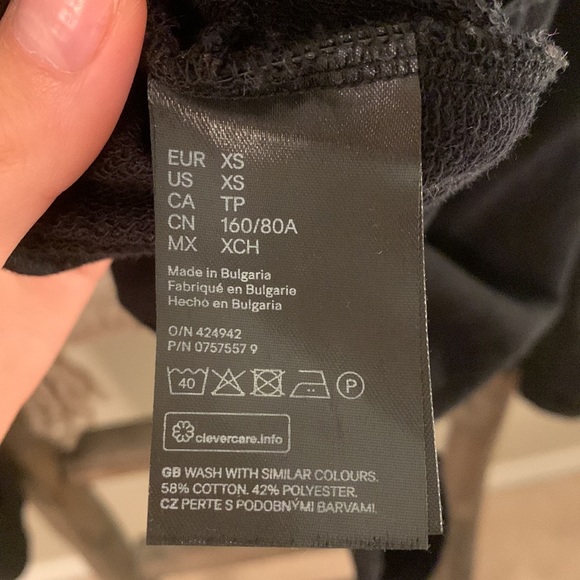 EUR XS
US XS
CA TP
CN 160/80A
MX XCH
Made in Bulgaria
Fabriqué en Bulgarie
Hecho en Bulgaria
O/N 424942
P/N 0757557 9
40 P
clevercare.info
GB WASH WITH SIMILAR COLOURS.
58% COTTON. 42% POLYESTER.
CZ PERTE S PODOBNÝMI BARVAMI.